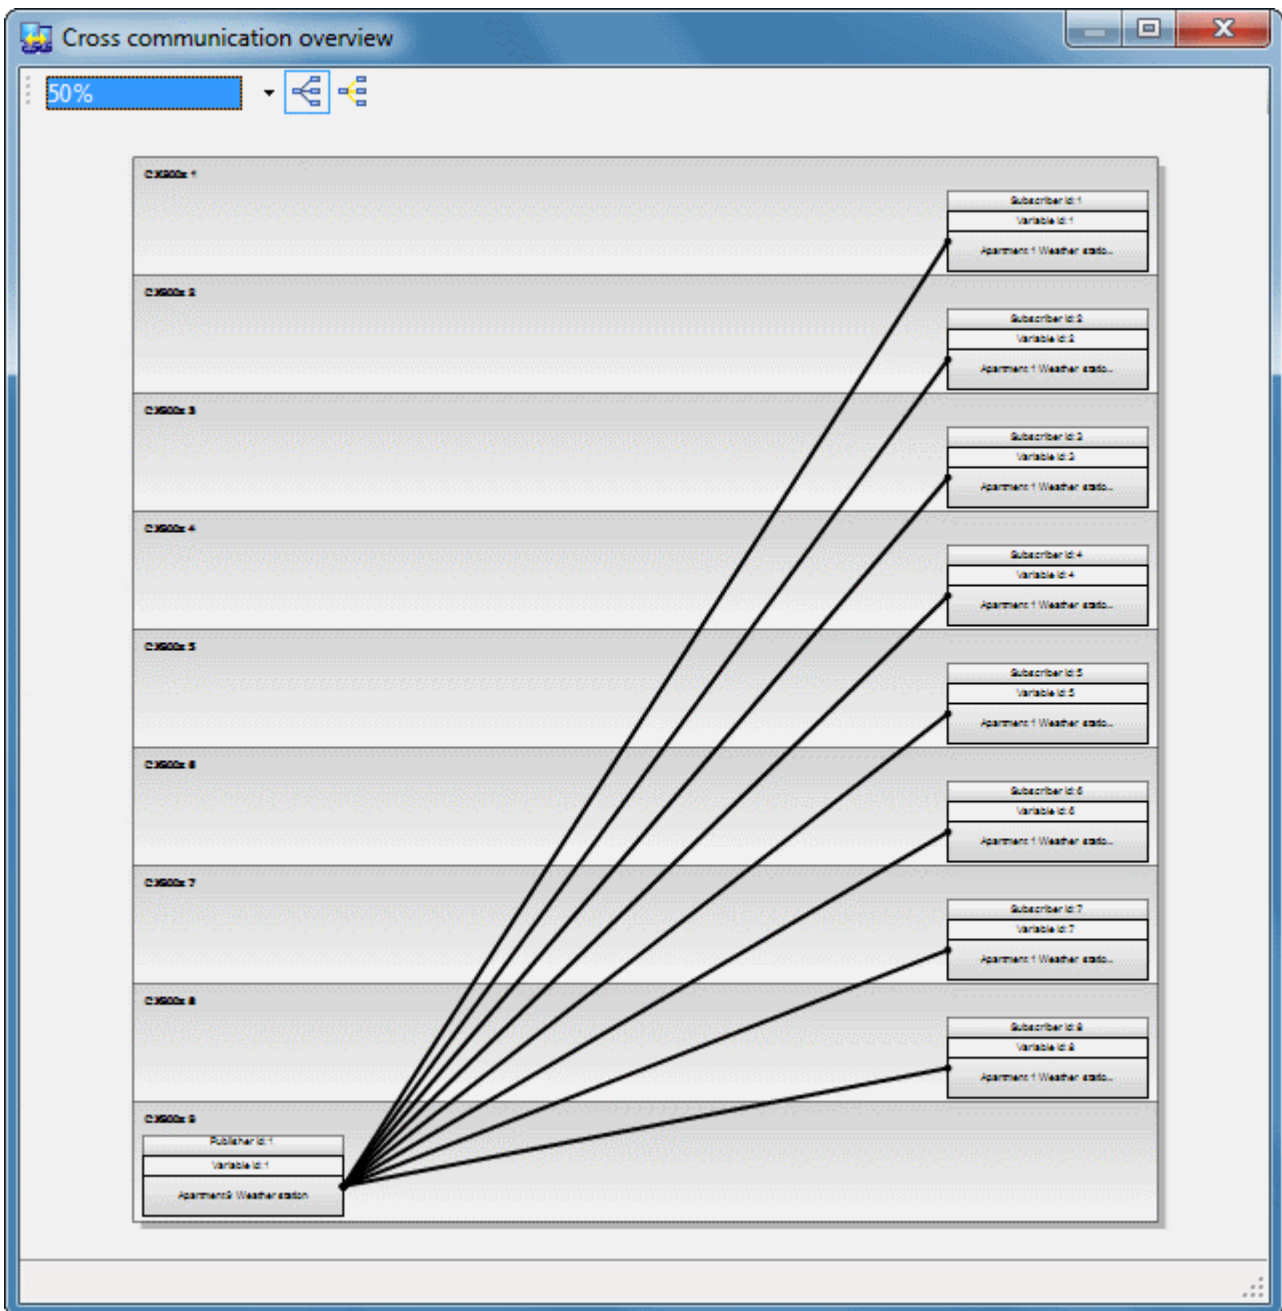 Cross communication overview
50%
CX900x 1
Subscriber Id: 1
Variable Id: 1
Apartment 1 Weather statio...
CX900x 2
Subscriber Id: 2
Variable Id: 2
Apartment 1 Weather statio...
CX900x 3
Subscriber Id: 3
Variable Id: 3
Apartment 1 Weather statio...
CX900x 4
Subscriber Id: 4
Variable Id: 4
Apartment 1 Weather statio...
CX900x 5
Subscriber Id: 5
Variable Id: 5
Apartment 1 Weather statio...
CX900x 6
Subscriber Id: 6
Variable Id: 6
Apartment 1 Weather statio...
CX900x 7
Subscriber Id: 7
Variable Id: 7
Apartment 1 Weather statio...
CX900x 8
Subscriber Id: 8
Variable Id: 8
Apartment 1 Weather statio...
CX900x 9
Publisher Id: 1
Variable Id: 1
Apartment9 Weather station